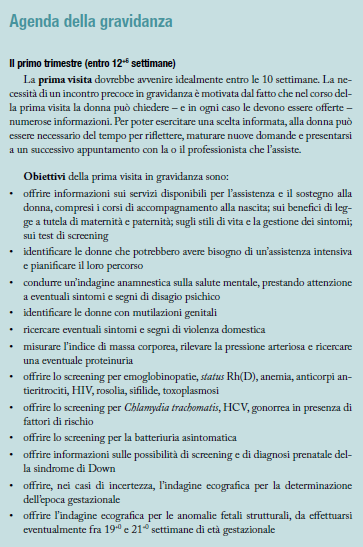 Agenda della gravidanza
Il primo trimestre (entro 12+6 settimane)
La prima visita dovrebbe avvenire idealmente entro le 10 settimane. La ne-
cessità di un incontro precoce in gravidanza è motivata dal fatto che nel corso del-
la prima visita la donna può chiedere – e in ogni caso le devono essere offerte –
numerose informazioni. Per poter esercitare una scelta informata, alla donna può
essere necessario del tempo per riflettere, maturare nuove domande e presentarsi
a un successivo appuntamento con la o il professionista che l'assiste.
Obiettivi della prima visita in gravidanza sono:
• offrire informazioni sui servizi disponibili per l'assistenza e il sostegno alla
donna, compresi i corsi di accompagnamento alla nascita; sui benefici di leg-
ge a tutela di maternità e paternità; sugli stili di vita e la gestione dei sintomi;
sui test di screening
• identificare le donne che potrebbero avere bisogno di un'assistenza intensiva
e pianificare il loro percorso
• condurre un'indagine anamnestica sulla salute mentale, prestando attenzione
a eventuali sintomi e segni di disagio psichico
• identificare le donne con mutilazioni genitali
• ricercare eventuali sintomi e segni di violenza domestica
• misurare l'indice di massa corporea, rilevare la pressione arteriosa e ricercare
una eventuale proteinuria
• offrire lo screening per emoglobinopatie, status Rh(D), anemia, anticorpi an-
tieritrociti, HIV, rosolia, sifilide, toxoplasmosi
• offrire lo screening per Chlamydia trachomatis, HCV, gonorrea in presenza di
fattori di rischio
• offrire lo screening per la batteriuria asintomatica
• offrire informazioni sulle possibilità di screening e di diagnosi prenatale del-
la sindrome di Down
• offrire, nei casi di incertezza, l'indagine ecografica per la determinazione
dell'epoca gestazionale
• offrire l'indagine ecografica per le anomalie fetali strutturali, da effettuarsi
eventualmente fra 19+0 e 21+0 settimane di età gestazionale